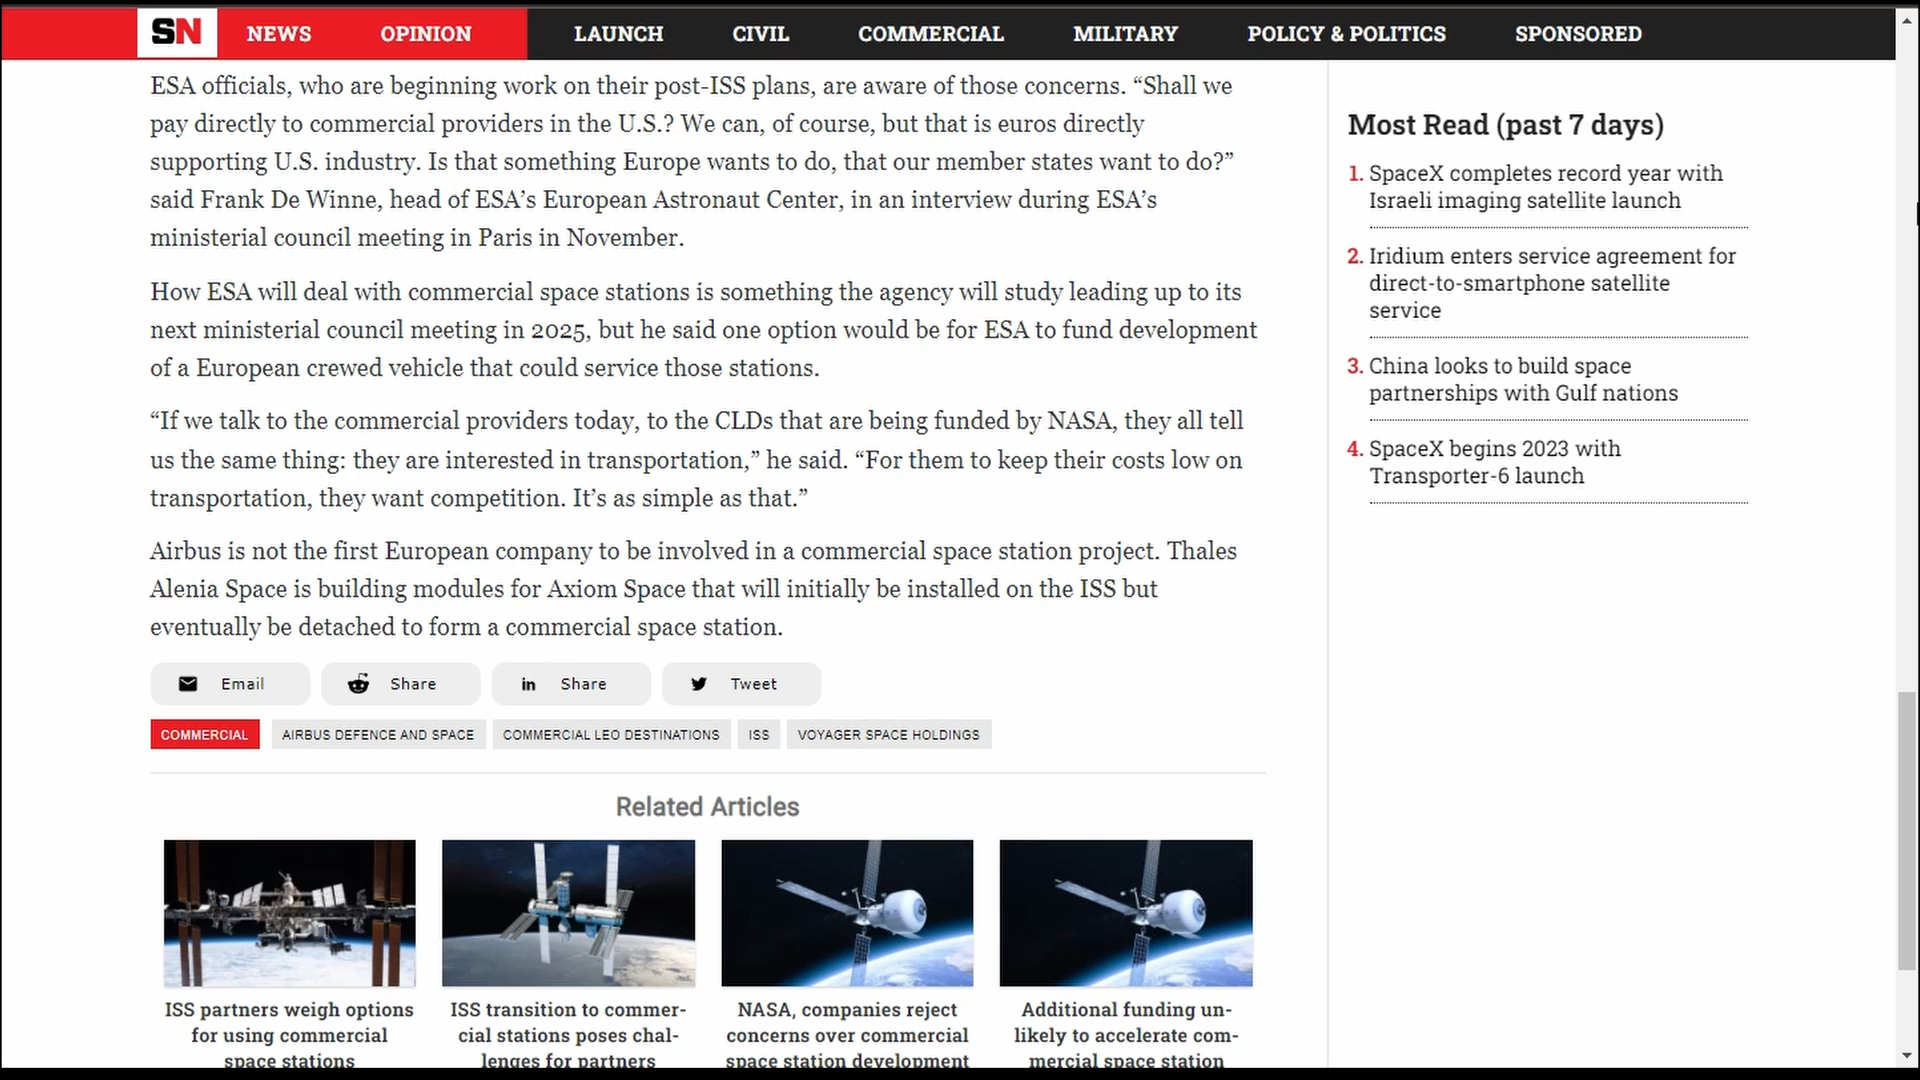 SN NEWS OPINION LAUNCH CIVIL COMMERCIAL MILITARY POLICY & POLITICS SPONSORED
ESA officials, who are beginning work on their post-ISS plans, are aware of those concerns. “Shall we
pay directly to commercial providers in the U.S.? We can, of course, but that is euros directly
supporting U.S. industry. Is that something Europe wants to do, that our member states want to do?”
said Frank De Winne, head of ESA’s European Astronaut Center, in an interview during ESA’s
ministerial council meeting in Paris in November.
How ESA will deal with commercial space stations is something the agency will study leading up to its
next ministerial council meeting in 2025, but he said one option would be for ESA to fund development
of a European crewed vehicle that could service those stations.
“If we talk to the commercial providers today, to the CLDs that are being funded by NASA, they all tell
us the same thing: they are interested in transportation,” he said. “For them to keep their costs low on
transportation, they want competition. It’s as simple as that.”
Airbus is not the first European company to be involved in a commercial space station project. Thales
Alenia Space is building modules for Axiom Space that will initially be installed on the ISS but
eventually be detached to form a commercial space station.
Email Share Share Tweet
COMMERCIAL AIRBUS DEFENCE AND SPACE COMMERCIAL LEO DESTINATIONS ISS VOYAGER SPACE HOLDINGS
Related Articles
ISS partners weigh options
for using commercial
space stations
ISS transition to commer-
cial stations poses chal-
lenges for partners
NASA, companies reject
concerns over commercial
space station development
Additional funding un-
likely to accelerate com-
mercial space station
Most Read (past 7 days)
1. SpaceX completes record year with
Israeli imaging satellite launch
2. Iridium enters service agreement for
direct-to-smartphone satellite
service
3. China looks to build space
partnerships with Gulf nations
4. SpaceX begins 2023 with
Transporter-6 launch